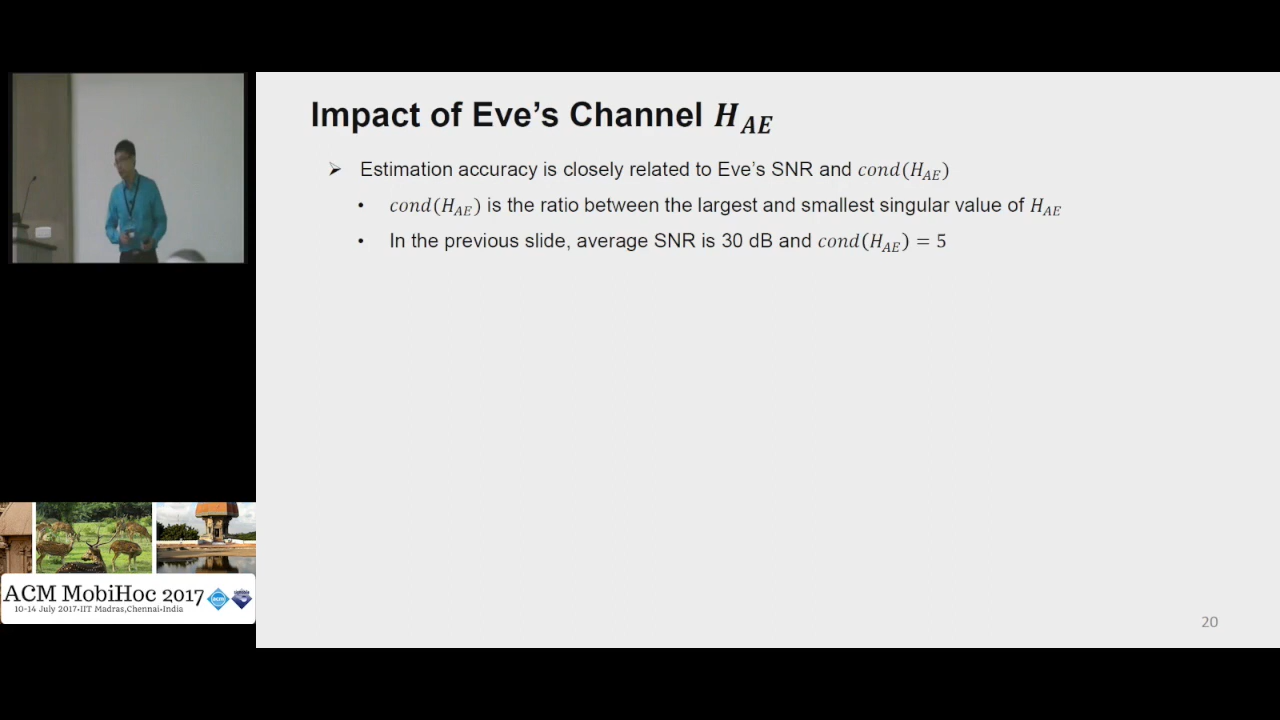 Impact of Eve’s Channel H_AE
➢ Estimation accuracy is closely related to Eve’s SNR and cond(H_AE)
• cond(H_AE) is the ratio between the largest and smallest singular value of H_AE
• In the previous slide, average SNR is 30 dB and cond(H_AE) = 5
ACM MobiHoc 2017
10-14 July 2017•IIT Madras,Chennai•India
20